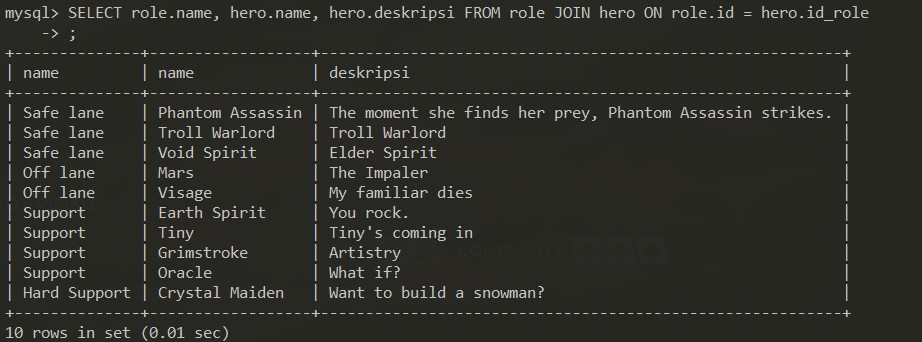 mysql> SELECT role.name, hero.name, hero.deskripsi FROM role JOIN hero ON role.id = hero.id_role
    -> ;
+--------------+------------------+------------------------------------------------------+
| name         | name             | deskripsi                                            |
+--------------+------------------+------------------------------------------------------+
| Safe lane    | Phantom Assassin | The moment she finds her prey, Phantom Assassin strikes. |
| Safe lane    | Troll Warlord    | Troll Warlord                                        |
| Safe lane    | Void Spirit      | Elder Spirit                                         |
| Off lane     | Mars             | The Impaler                                          |
| Off lane     | Visage           | My familiar dies                                     |
| Support      | Earth Spirit     | You rock.                                            |
| Support      | Tiny             | Tiny's coming in                                     |
| Support      | Grimstroke       | Artistry                                             |
| Support      | Oracle           | What if?                                             |
| Hard Support | Crystal Maiden   | Want to build a snowman?                             |
+--------------+------------------+------------------------------------------------------+
10 rows in set (0.01 sec)